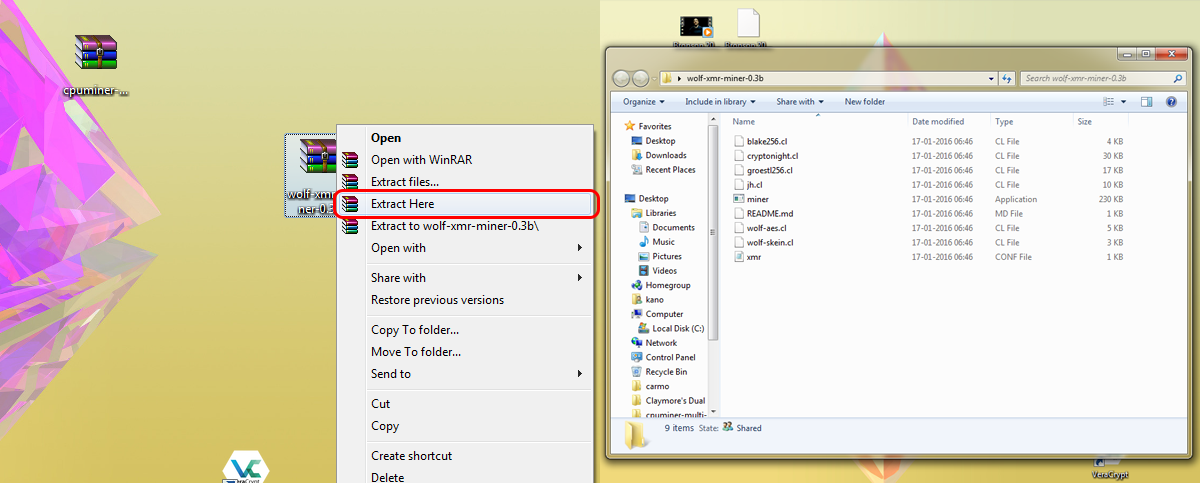 cpuminer-...
wolf-xmr
ner-0.
Open
Open with WinRAR
Extract files...
Extract Here
Extract to wolf-xmr-miner-0.3b\
Open with
Share with
Restore previous versions
Copy To folder...
Move To folder...
Send to
Cut
Copy
Create shortcut
Delete
VC
raCrypt
wolf-xmr-miner-0.3b
Search wolf-xmr-miner-0.3b
Organize Include in library Share with New folder
Favorites
Desktop
Downloads
Recent Places
Desktop
Libraries
Documents
Music
Pictures
Videos
Homegroup
kano
Computer
Local Disk (C:)
Network
Control Panel
Recycle Bin
carmo
Claymore's Dual
cpuminer-multi-
Name Date modified Type Size
blake256.cl 17-01-2016 06:46 CL File 4 KB
cryptonight.cl 17-01-2016 06:46 CL File 30 KB
groestl256.cl 17-01-2016 06:46 CL File 17 KB
jh.cl 17-01-2016 06:46 CL File 10 KB
miner 17-01-2016 06:46 Application 230 KB
README.md 17-01-2016 06:46 MD File 1 KB
wolf-aes.cl 17-01-2016 06:46 CL File 5 KB
wolf-skein.cl 17-01-2016 06:46 CL File 3 KB
xmr 17-01-2016 06:46 CONF File 1 KB
9 items State: Shared
VeraCrypt